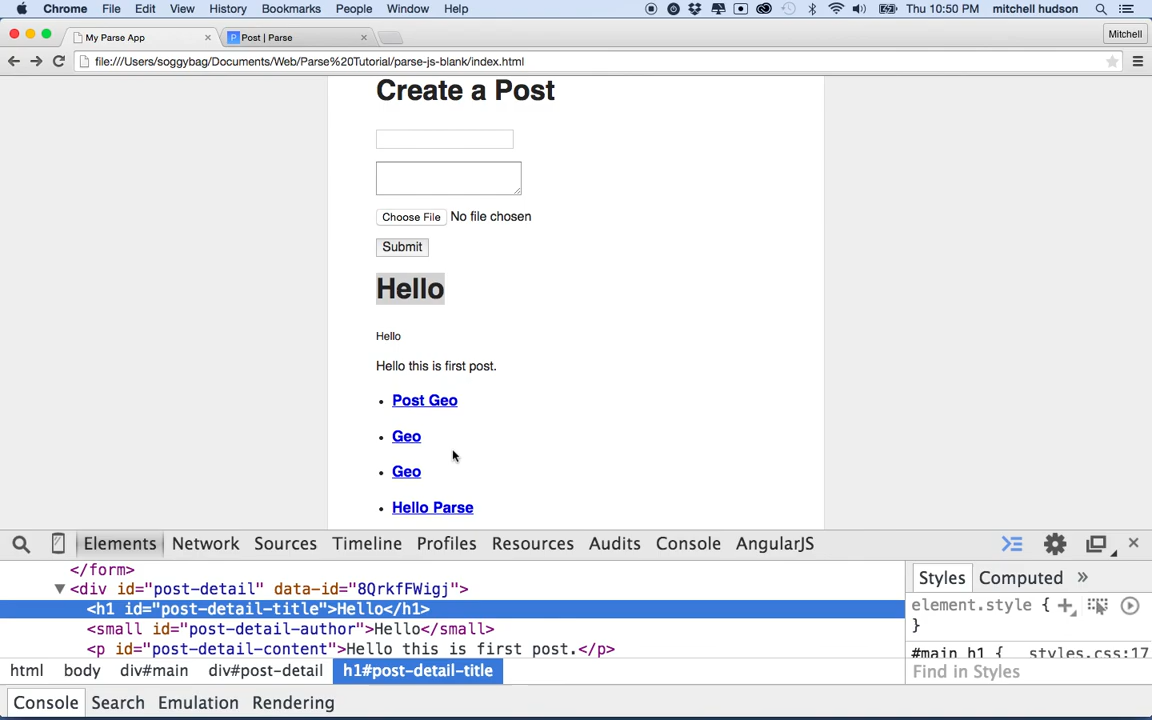 Chrome File Edit View History Bookmarks People Window Help Thu 10:50 PM mitchell hudson
My Parse App × Post | Parse × Mitchell
file:///Users/soggybag/Documents/Web/Parse%20Tutorial/parse-js-blank/index.html
Create a Post
Choose File No file chosen
Submit
Hello
Hello
Hello this is first post.
• Post Geo
• Geo
• Geo
• Hello Parse
Elements Network Sources Timeline Profiles Resources Audits Console AngularJS
</form>
▼<div id="post-detail" data-id="8QrkfFWigj">
<h1 id="post-detail-title">Hello</h1>
<small id="post-detail-author">Hello</small>
<p id="post-detail-content">Hello this is first post.</p>
Styles Computed »
element.style {
}
#main h1 { styles.css:17
Find in Styles
html body div#main div#post-detail h1#post-detail-title
Console Search Emulation Rendering